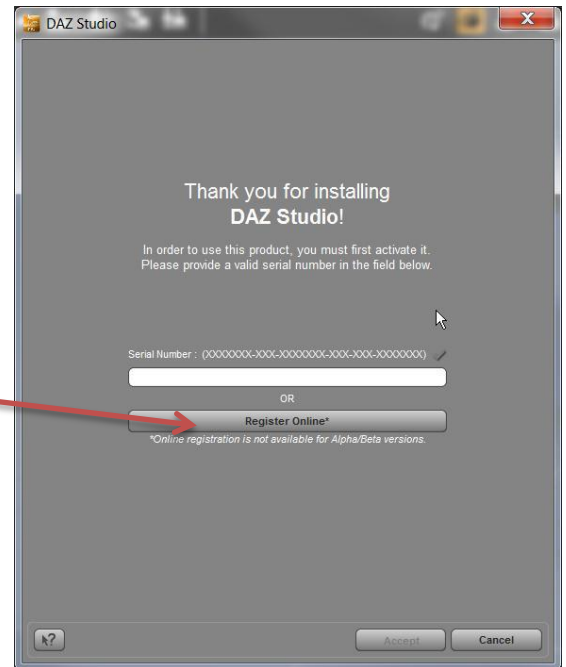 DAZ Studio
X
Thank you for installing
DAZ Studio!
In order to use this product, you must first activate it.
Please provide a valid serial number in the field below.
Serial Number : (XXXXXXX-XXX-XXXXXXX-XXX-XXX-XXXXXXX)
OR
Register Online*
*Online registration is not available for Alpha/Beta versions.
?
Accept
Cancel